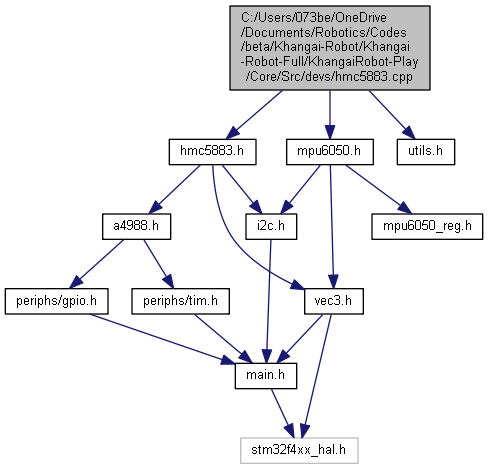 C:/Users/073be/OneDrive
/Documents/Robotics/Codes
/beta/Khangai-Robot/Khangai
-Robot-Full/KhangaiRobot-Play
/Core/Src/devs/hmc5883.cpp
hmc5883.h
mpu6050.h
utils.h
a4988.h
i2c.h
mpu6050_reg.h
periphs/gpio.h
periphs/tim.h
vec3.h
main.h
stm32f4xx_hal.h